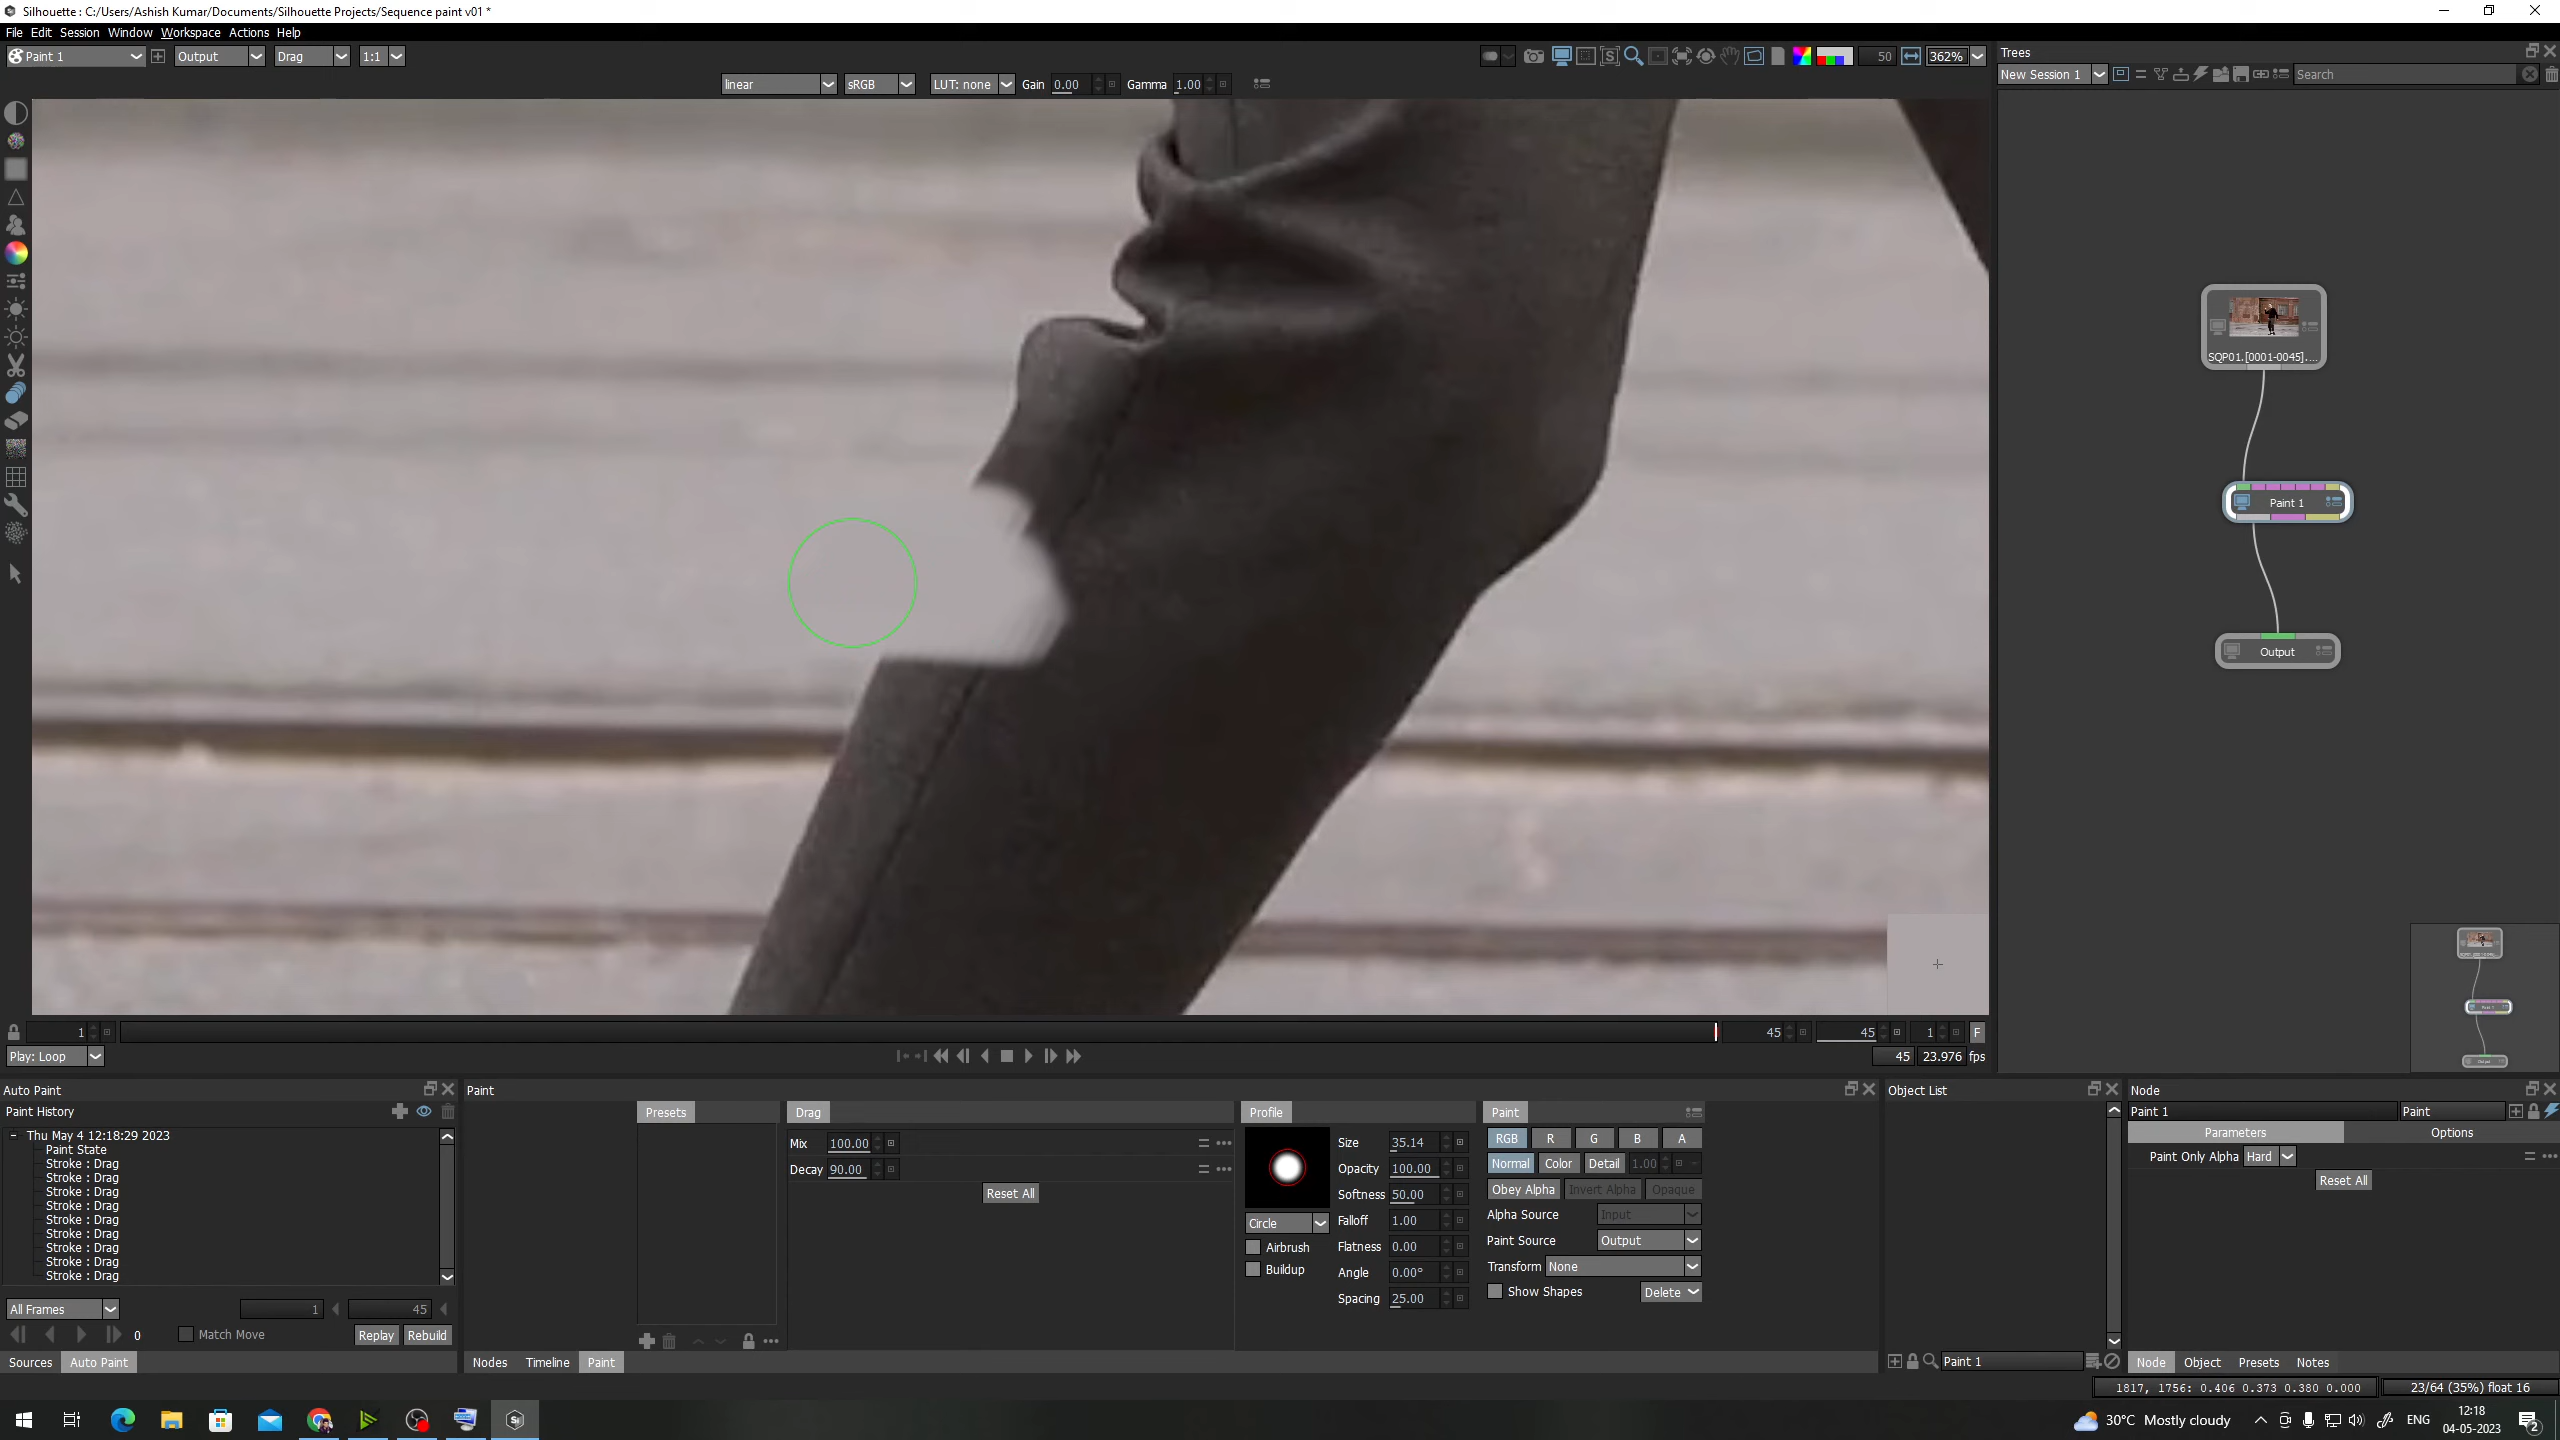 Silhouette : C:/Users/Ashish Kumar/Documents/Silhouette Projects/Sequence paint v01 *
File Edit Session Window Workspace Actions Help
Paint 1 Output Drag 1:1 50 362%
linear sRGB LUT: none Gain 0.00 Gamma 1.00
Trees
New Session 1 Search
SQP01.[0001-0045]....
Paint 1
Output
1 45 45 1 F
Play: Loop 45 23.976 fps
Auto Paint
Paint History
Thu May 4 12:18:29 2023
Paint State
Stroke : Drag
Stroke : Drag
Stroke : Drag
Stroke : Drag
Stroke : Drag
Stroke : Drag
Stroke : Drag
Stroke : Drag
Stroke : Drag
All Frames 1 45
0 Match Move Replay Rebuild
Sources Auto Paint
Paint
Presets
Drag
Mix 100.00
Decay 90.00
Reset All
Profile
Circle
Airbrush
Buildup
Size 35.14
Opacity 100.00
Softness 50.00
Falloff 1.00
Flatness 0.00
Angle 0.00°
Spacing 25.00
Paint
RGB R G B A
Normal Color Detail 1.00
Obey Alpha Invert Alpha Opaque
Alpha Source Input
Paint Source Output
Transform None
Show Shapes Delete
Nodes Timeline Paint
Object List
Paint 1
Node
Paint 1 Paint
Parameters Options
Paint Only Alpha Hard
Reset All
Node Object Presets Notes
1817, 1756: 0.406 0.373 0.380 0.000 23/64 (35%) float 16
30°C Mostly cloudy ENG 12:18
04-05-2023
2